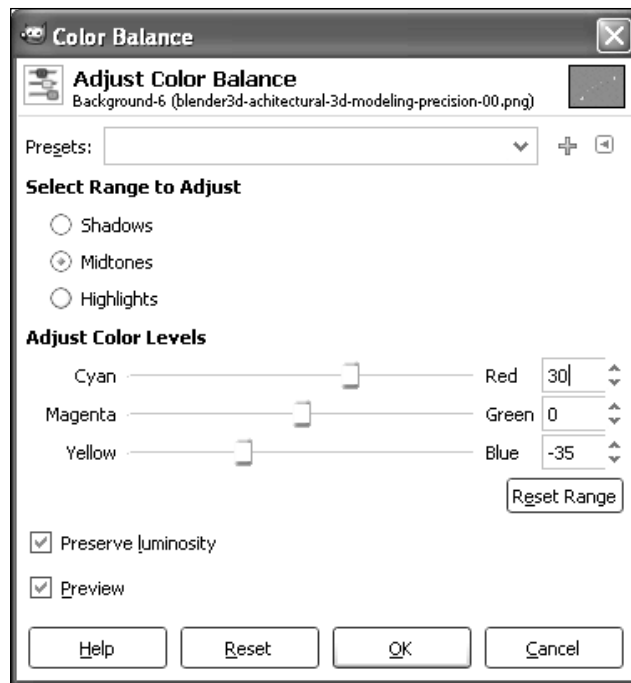 Color Balance
Adjust Color Balance
Background-6 (blender3d-achitectural-3d-modeling-precision-00.png)
Presets:
Select Range to Adjust
Shadows
Midtones
Highlights
Adjust Color Levels
Cyan Red 30
Magenta Green 0
Yellow Blue -35
Reset Range
Preserve luminosity
Preview
Help Reset OK Cancel